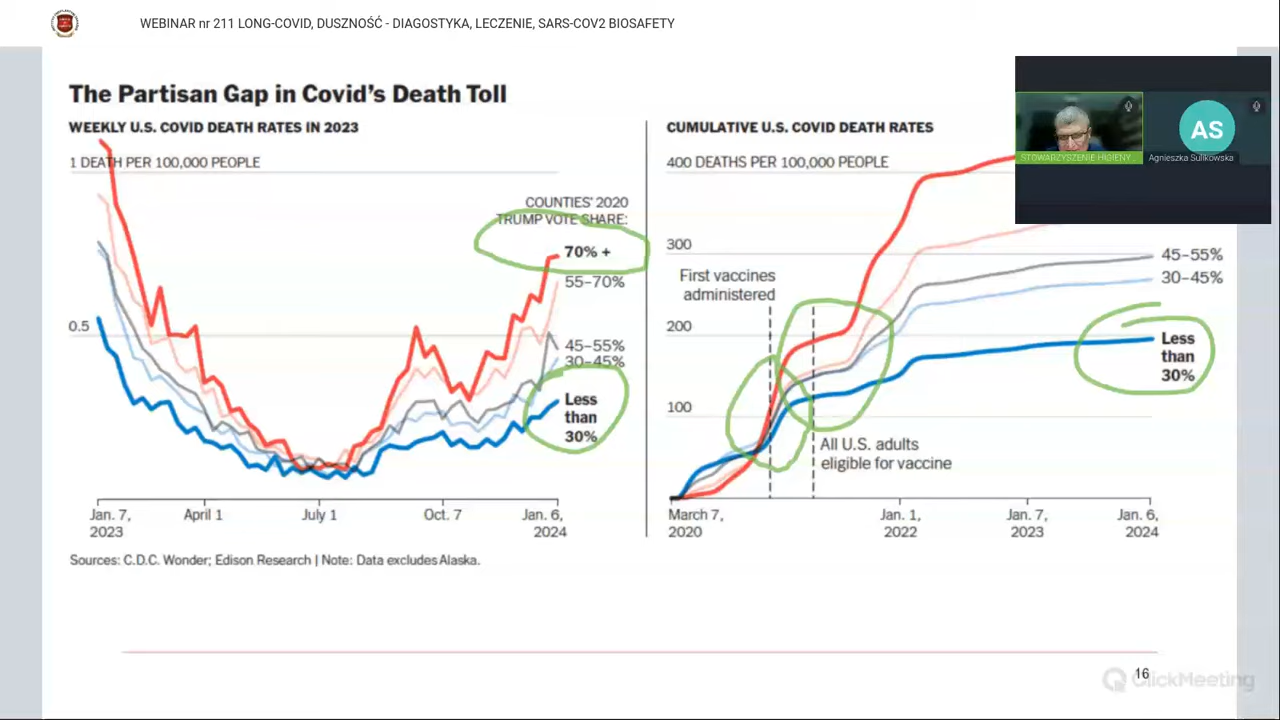 WEBINAR nr 211 LONG-COVID, DUSZNOŚĆ - DIAGOSTYKA, LECZENIE, SARS-COV2 BIOSAFETY
The Partisan Gap in Covid's Death Toll
WEEKLY U.S. COVID DEATH RATES IN 2023
1 DEATH PER 100,000 PEOPLE
COUNTIES' 2020
TRUMP VOTE SHARE:
70% +
55–70%
0.5
45–55%
30–45%
Less
than
30%
Jan. 7,
2023
April 1
July 1
Oct. 7
Jan. 6,
2024
CUMULATIVE U.S. COVID DEATH RATES
400 DEATHS PER 100,000 PEOPLE
300
First vaccines
administered
200
100
45–55%
30–45%
Less
than
30%
All U.S. adults
eligible for vaccine
March 7,
2020
Jan. 1,
2022
Jan. 7,
2023
Jan. 6,
2024
Sources: C.D.C. Wonder; Edison Research | Note: Data excludes Alaska.
AS
STOWARZYSZENIE HIGIENY...
Agnieszka Sulikowska
16
ClickMeeting